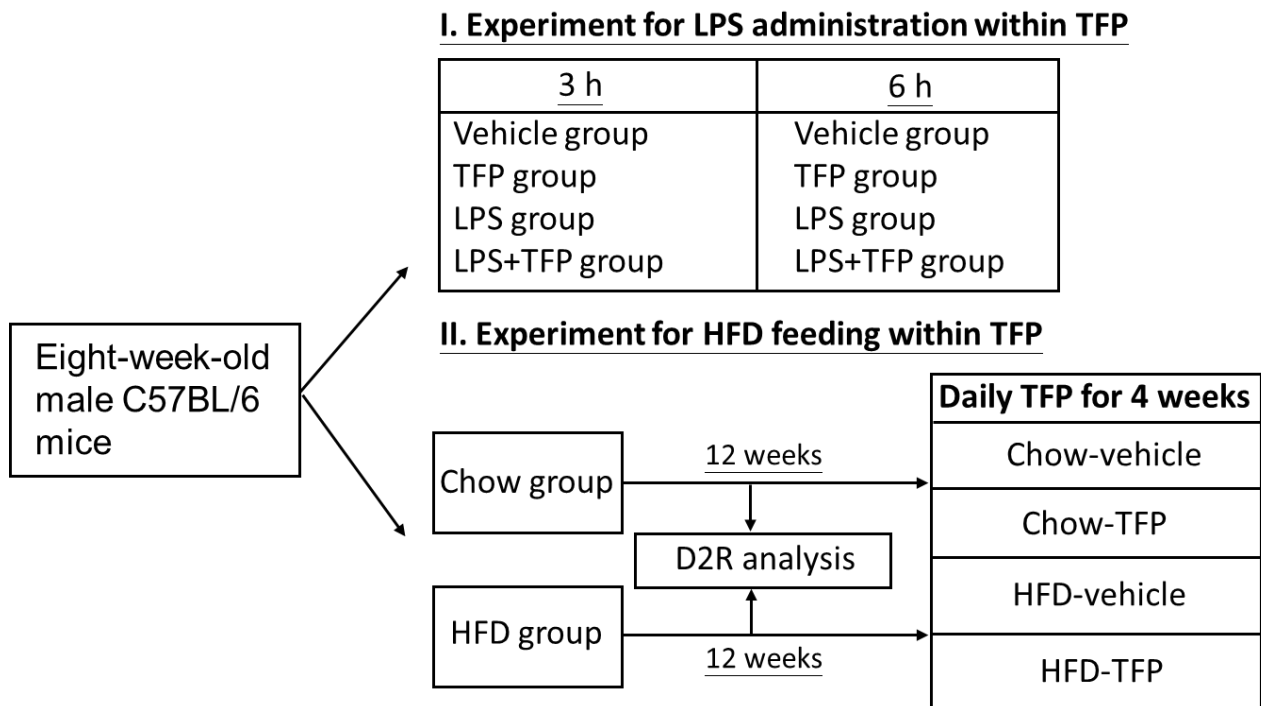 I. Experiment for LPS administration within TFP
3 h
6 h
Vehicle group
Vehicle group
TFP group
TFP group
LPS group
LPS group
LPS+TFP group
LPS+TFP group
Eight-week-old
male C57BL/6
mice
II. Experiment for HFD feeding within TFP
Chow group
12 weeks
D2R analysis
HFD group
12 weeks
Daily TFP for 4 weeks
Chow-vehicle
Chow-TFP
HFD-vehicle
HFD-TFP